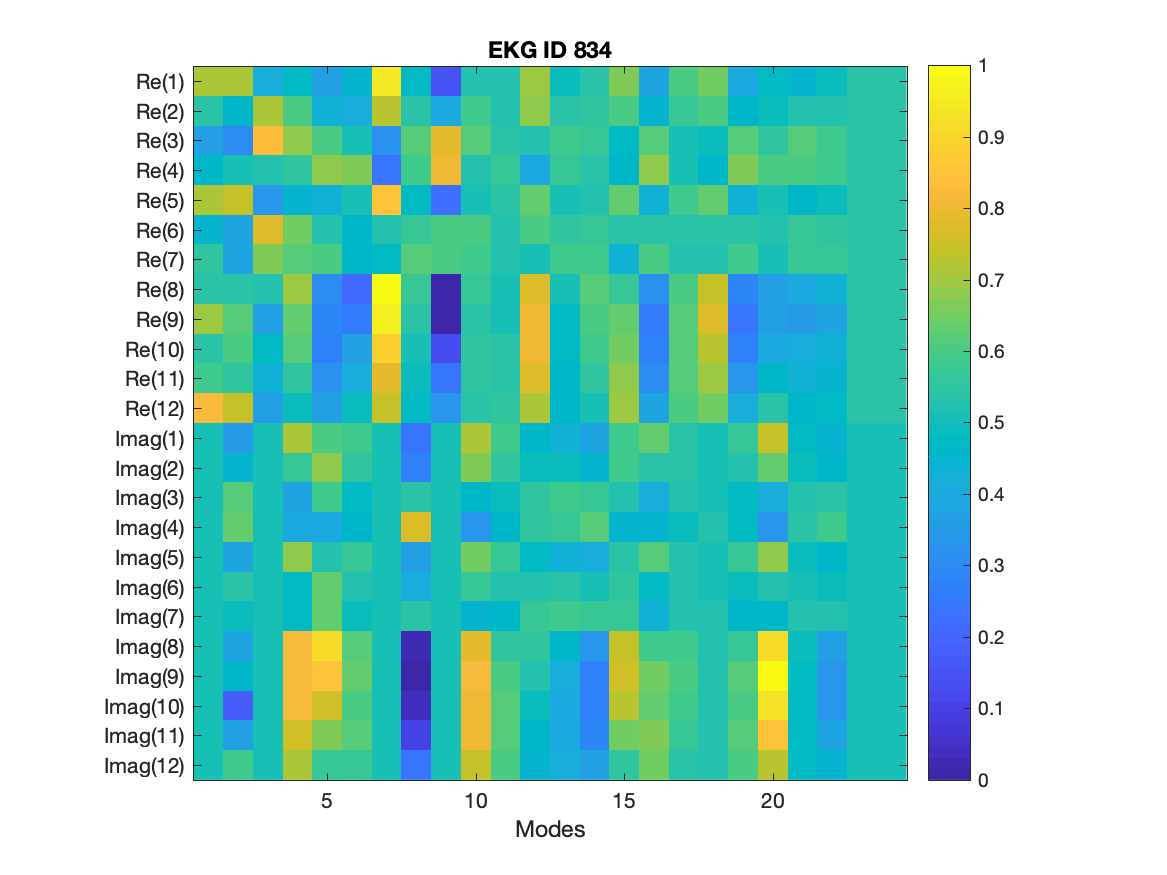 EKG ID 834
Re(1)
Re(2)
Re(3)
Re(4)
Re(5)
Re(6)
Re(7)
Re(8)
Re(9)
Re(10)
Re(11)
Re(12)
Imag(1)
Imag(2)
Imag(3)
Imag(4)
Imag(5)
Imag(6)
Imag(7)
Imag(8)
Imag(9)
Imag(10)
Imag(11)
Imag(12)
5 10 15 20
Modes
1
0.9
0.8
0.7
0.6
0.5
0.4
0.3
0.2
0.1
0